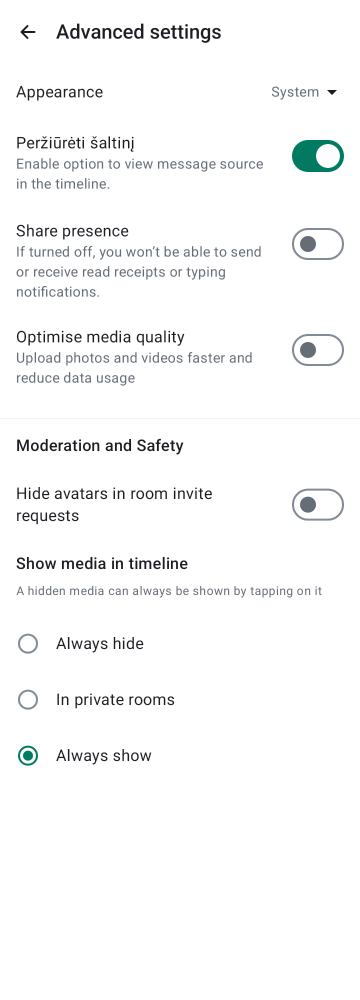 Advanced settings
Appearance
System
Peržiūrėti šaltinį
Enable option to view message source
in the timeline.
Share presence
If turned off, you won’t be able to send
or receive read receipts or typing
notifications.
Optimise media quality
Upload photos and videos faster and
reduce data usage
Moderation and Safety
Hide avatars in room invite
requests
Show media in timeline
A hidden media can always be shown by tapping on it
Always hide
In private rooms
Always show